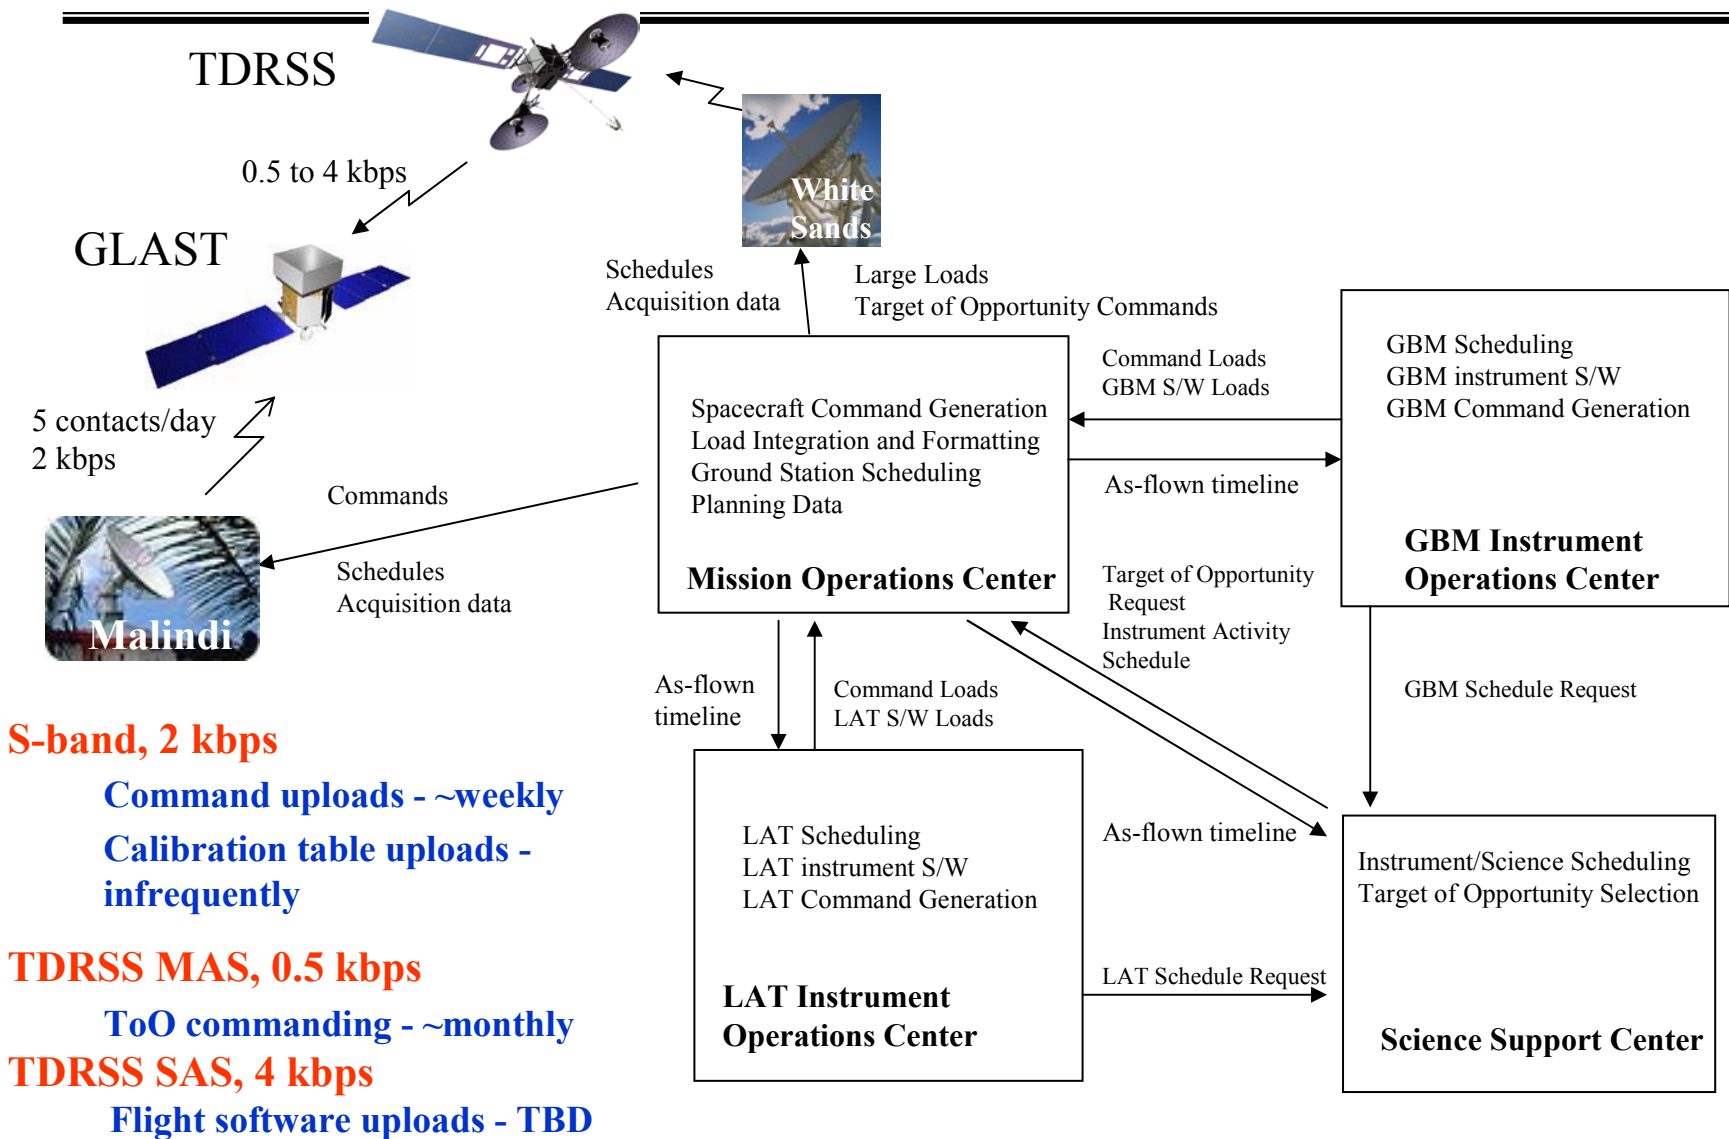 TDRSS
0.5 to 4 kbps
White
Sands
GLAST
Schedules
Acquisition data
Large Loads
Target of Opportunity Commands
5 contacts/day
2 kbps
Commands
Schedules
Acquisition data
Malindi
Spacecraft Command Generation
Load Integration and Formatting
Ground Station Scheduling
Planning Data
Mission Operations Center
Command Loads
GBM S/W Loads
As-flown timeline
GBM Scheduling
GBM instrument S/W
GBM Command Generation
GBM Instrument
Operations Center
Target of Opportunity
Request
Instrument Activity
Schedule
GBM Schedule Request
As-flown
timeline
Command Loads
LAT S/W Loads
S-band, 2 kbps
Command uploads - ~weekly
Calibration table uploads -
infrequently
TDRSS MAS, 0.5 kbps
ToO commanding - ~monthly
TDRSS SAS, 4 kbps
Flight software uploads - TBD
LAT Scheduling
LAT instrument S/W
LAT Command Generation
LAT Instrument
Operations Center
As-flown timeline
LAT Schedule Request
Instrument/Science Scheduling
Target of Opportunity Selection
Science Support Center